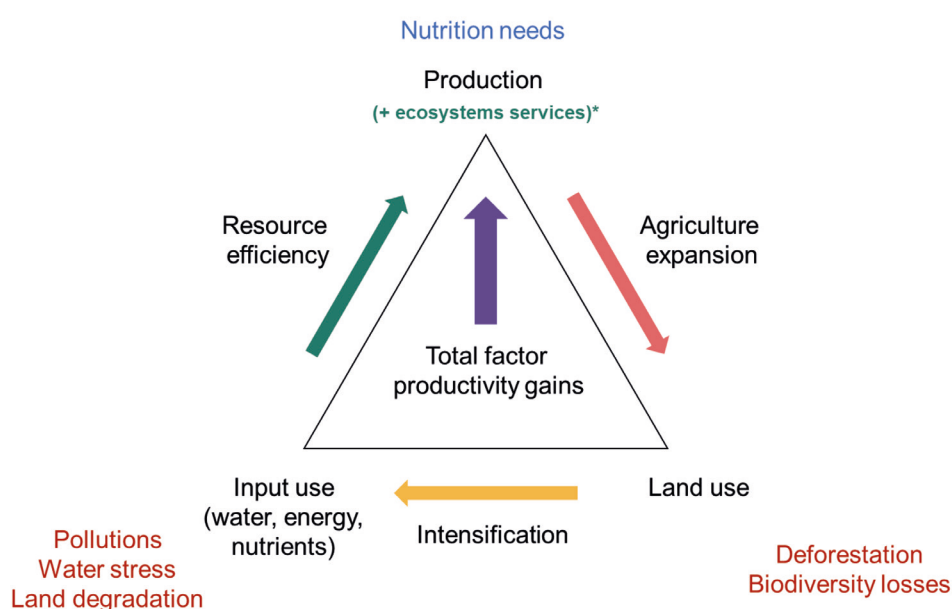 Nutrition needs
Production
(+ ecosystems services)*
Resource
efficiency
Agriculture
expansion
Total factor
productivity gains
Input use
(water, energy,
nutrients)
Intensification
Land use
Pollutions
Water stress
Land degradation
Deforestation
Biodiversity losses